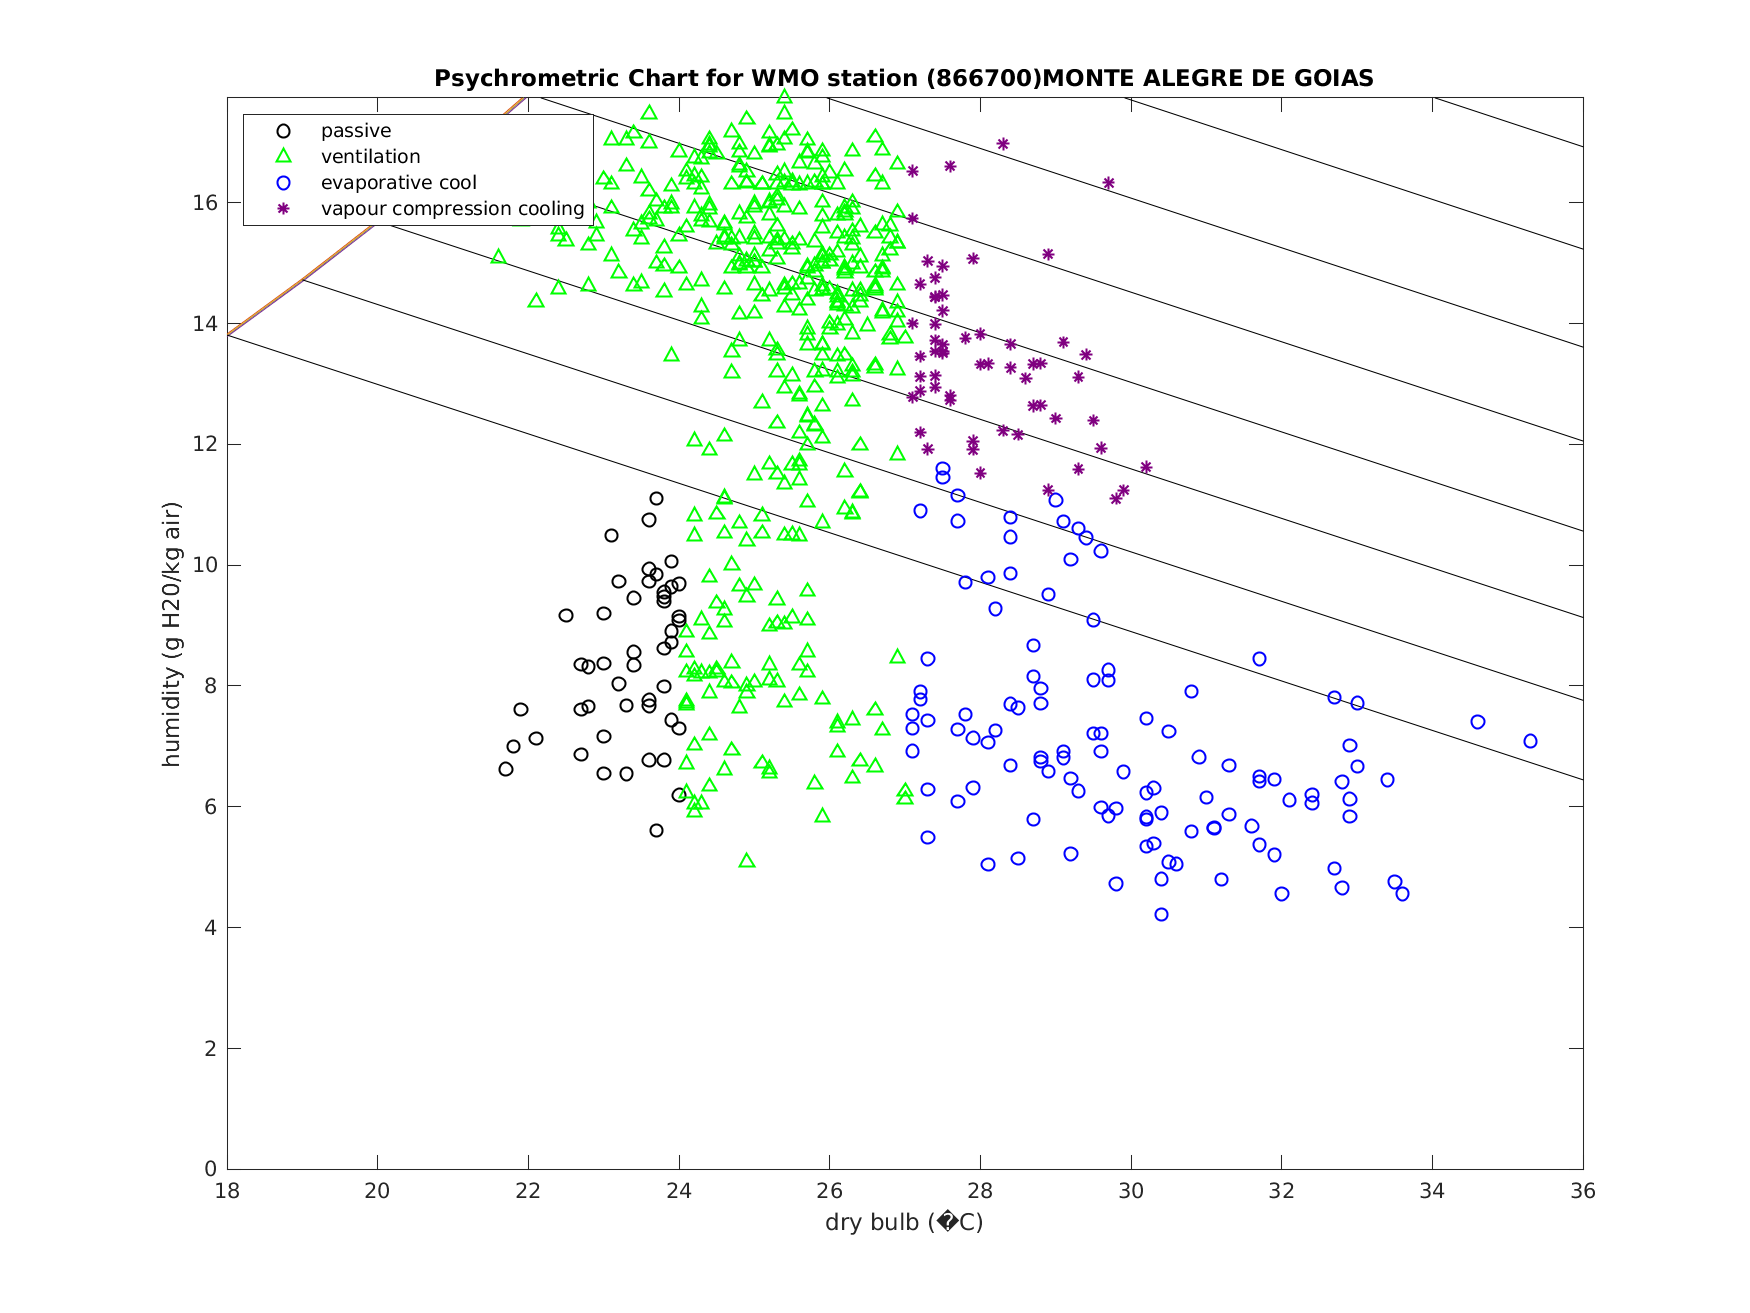 Psychrometric Chart for WMO station (866700)MONTE ALEGRE DE GOIAS
passive
ventilation
evaporative cool
vapour compression cooling
humidity (g H20/kg air)
16
14
12
10
8
6
4
2
0
18 20 22 24 26 28 30 32 34 36
dry bulb (�C)